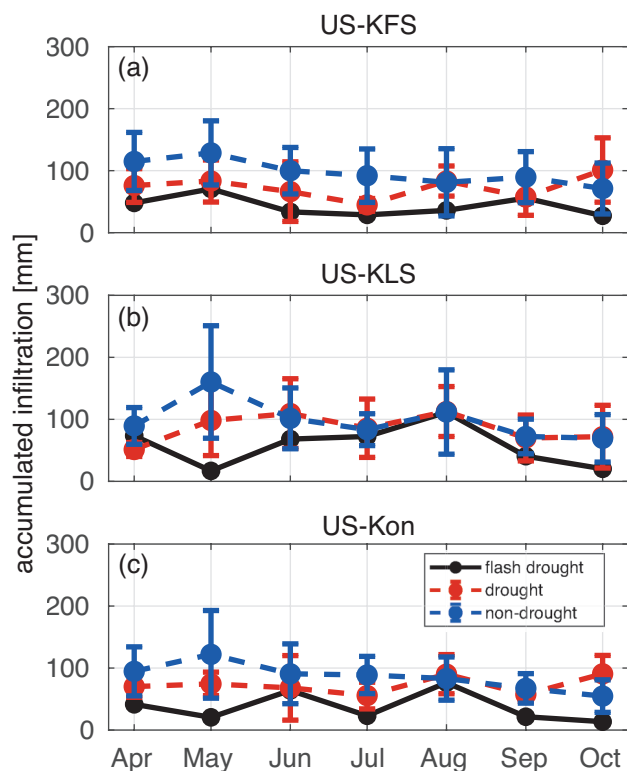 US-KFS
300
(a)
200
100
0
US-KLS
300
(b)
200
100
0
accumulated infiltration [mm]
US-Kon
300
(c)
flash drought
drought
non-drought
200
100
0
Apr May Jun Jul Aug Sep Oct